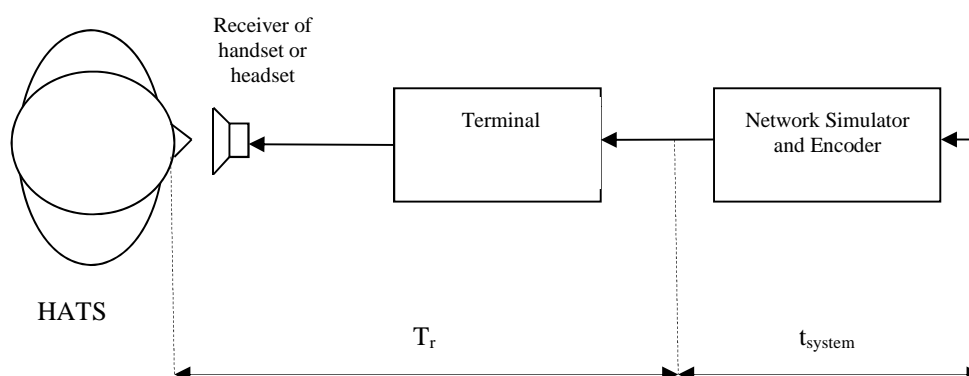 Receiver of
handset or
headset
Terminal
Network Simulator
and Encoder
HATS
Tr
tsystem